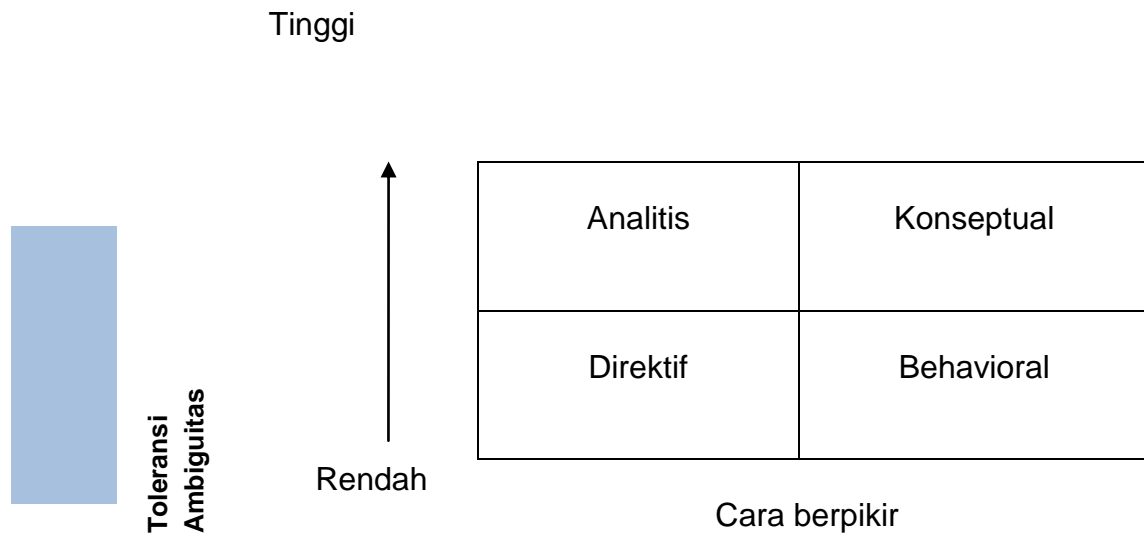 Tinggi
Analitis
Konseptual
Direktif
Behavioral
Toleransi
Ambiguitas
Rendah
Cara berpikir